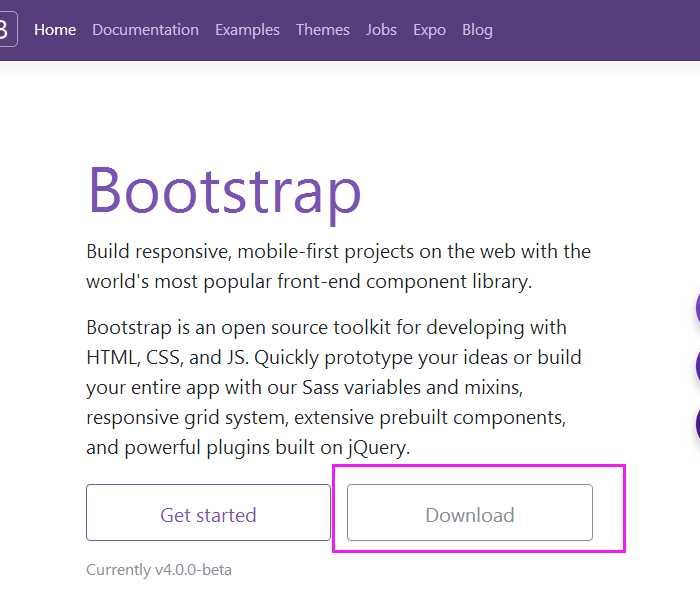 Home Documentation Examples Themes Jobs Expo Blog
Bootstrap
Build responsive, mobile-first projects on the web with the
world's most popular front-end component library.
Bootstrap is an open source toolkit for developing with
HTML, CSS, and JS. Quickly prototype your ideas or build
your entire app with our Sass variables and mixins,
responsive grid system, extensive prebuilt components,
and powerful plugins built on jQuery.
Get started Download
Currently v4.0.0-beta